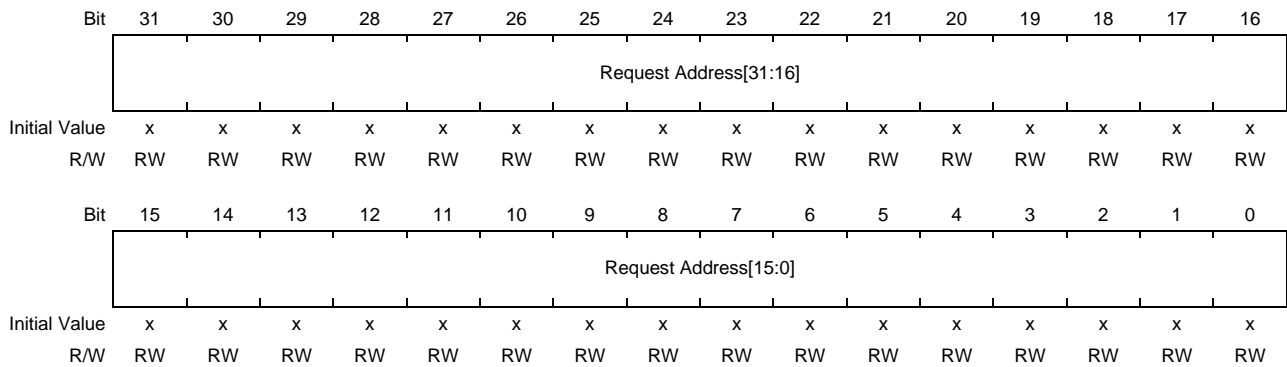 Bit 31 30 29 28 27 26 25 24 23 22 21 20 19 18 17 16
Request Address[31:16]
Initial Value x x x x x x x x x x x x x x x x
R/W RW RW RW RW RW RW RW RW RW RW RW RW RW RW RW RW
Bit 15 14 13 12 11 10 9 8 7 6 5 4 3 2 1 0
Request Address[15:0]
Initial Value x x x x x x x x x x x x x x x x
R/W RW RW RW RW RW RW RW RW RW RW RW RW RW RW RW RW